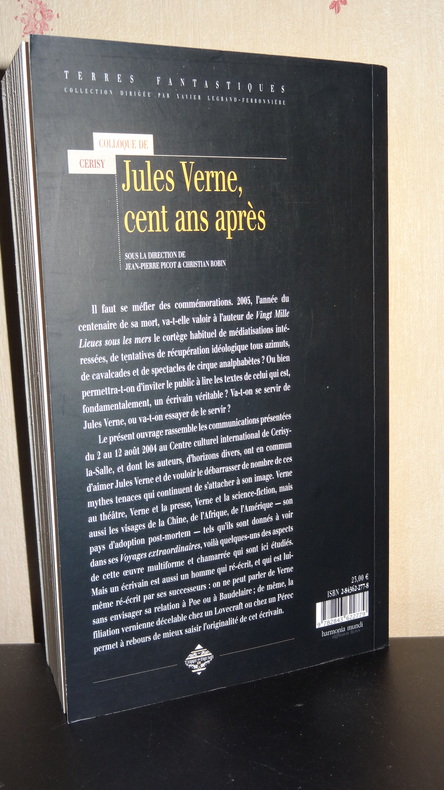 TERRES FANTASTIQUES
COLLECTION DIRIGÉE PAR XAVIER LEGRAND-FERRONNIÈRE
COLLOQUE DE
CERISY
Jules Verne,
cent ans après
SOUS LA DIRECTION DE
JEAN-PIERRE PICOT & CHRISTIAN ROBIN
Il faut se méfier des commémorations. 2005, l'année du
centenaire de sa mort, va-t-elle valoir à l'auteur de Vingt Mille
Lieues sous les mers le cortège habituel de médiatisations inté-
ressées, de tentatives de récupération idéologique tous azimuts,
de cavalcades et de spectacles de cirque analphabètes ? Ou bien
permettra-t-on d'inviter le public à lire les textes de celui qui est,
fondamentalement, un écrivain véritable ? Va-t-on se servir de
Jules Verne, ou va-t-on essayer de le servir ?
Le présent ouvrage rassemble les communications présentées
du 2 au 12 août 2004 au Centre culturel international de Cerisy-
la-Salle, et dont les auteurs, d'horizons divers, ont en commun
d'aimer Jules Verne et de vouloir le débarrasser de nombre de ces
mythes tenaces qui continuent de s'attacher à son image. Verne
au théâtre, Verne et la presse, Verne et la science-fiction, mais
aussi les visages de la Chine, de l'Afrique, de l'Amérique — son
pays d'adoption post-mortem — tels qu'ils sont donnés à voir
dans ses Voyages extraordinaires, voilà quelques-uns des aspects
de cette œuvre multiforme et chamarrée qui sont ici étudiés.
Mais un écrivain est aussi un homme qui ré-écrit, et qui est lui-
même ré-écrit par ses successeurs : on ne peut parler de Verne
sans envisager sa relation à Poe ou à Baudelaire ; de même, la
filiation vernienne décelable chez un Lovecraft ou chez un Pérec
permet à rebours de mieux saisir l'originalité de cet écrivain.
25,00 €
ISBN 2-84362-277-8
harmonia mundi